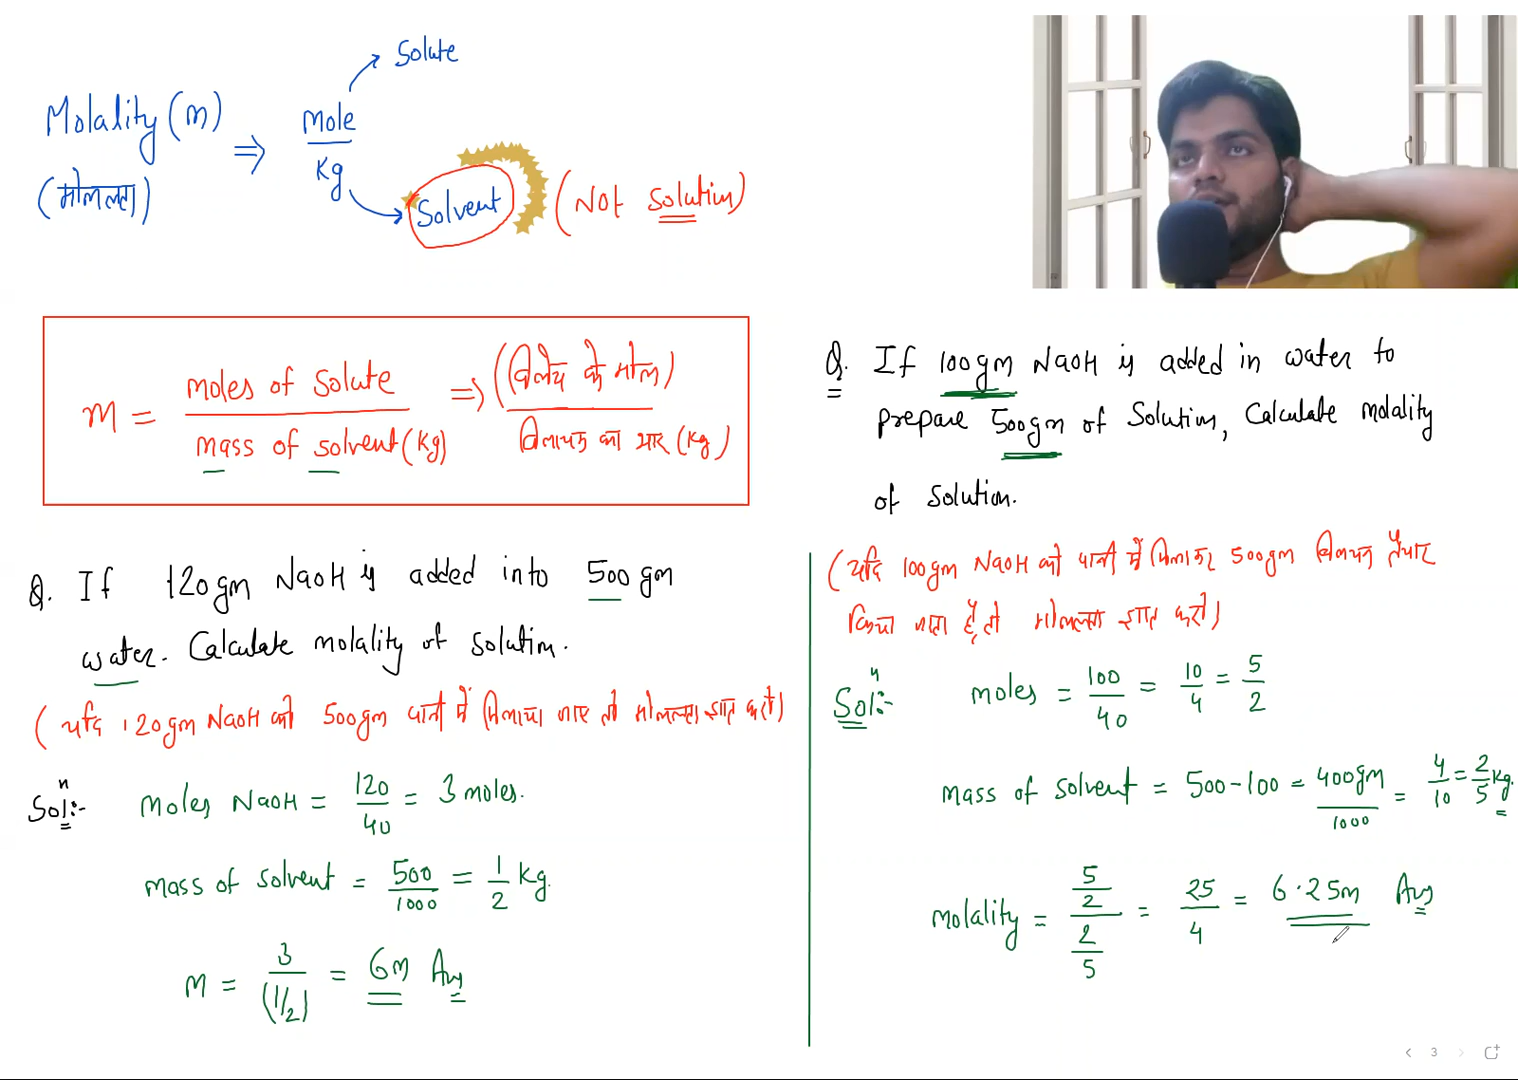 Solute
Molality (m) ⇒ mole / Kg
(मोललता)
Solvent (Not Solution)
m = moles of solute / mass of solvent (Kg) ⇒ (विलेय के मोल) / विलायक का भार (Kg)
Q. If 120gm NaoH is added into 500 gm
water. Calculate molality of solution.
(यदि 120gm NaOH को 500gm पानी में मिलाया जाए तो मोललता ज्ञात करो)
Solⁿ:-
moles NaOH = 120/40 = 3 moles.
mass of solvent = 500/1000 = 1/2 kg.
m = 3/(1/2) = 6m Ans
Q. If 100gm NaOH is added in water to
prepare 500gm of Solution, Calculate molality
of solution.
(यदि 100gm NaOH को पानी में मिलाकर 500gm विलयन तैयार
किया जाता है, तो मोललता ज्ञात करो)
Solⁿ:-
moles = 100/40 = 10/4 = 5/2
mass of solvent = 500-100 = 400gm/1000 = 4/10 = 2/5 kg.
molality = 5/2 / 2/5 = 25/4 = 6.25m Ans
3